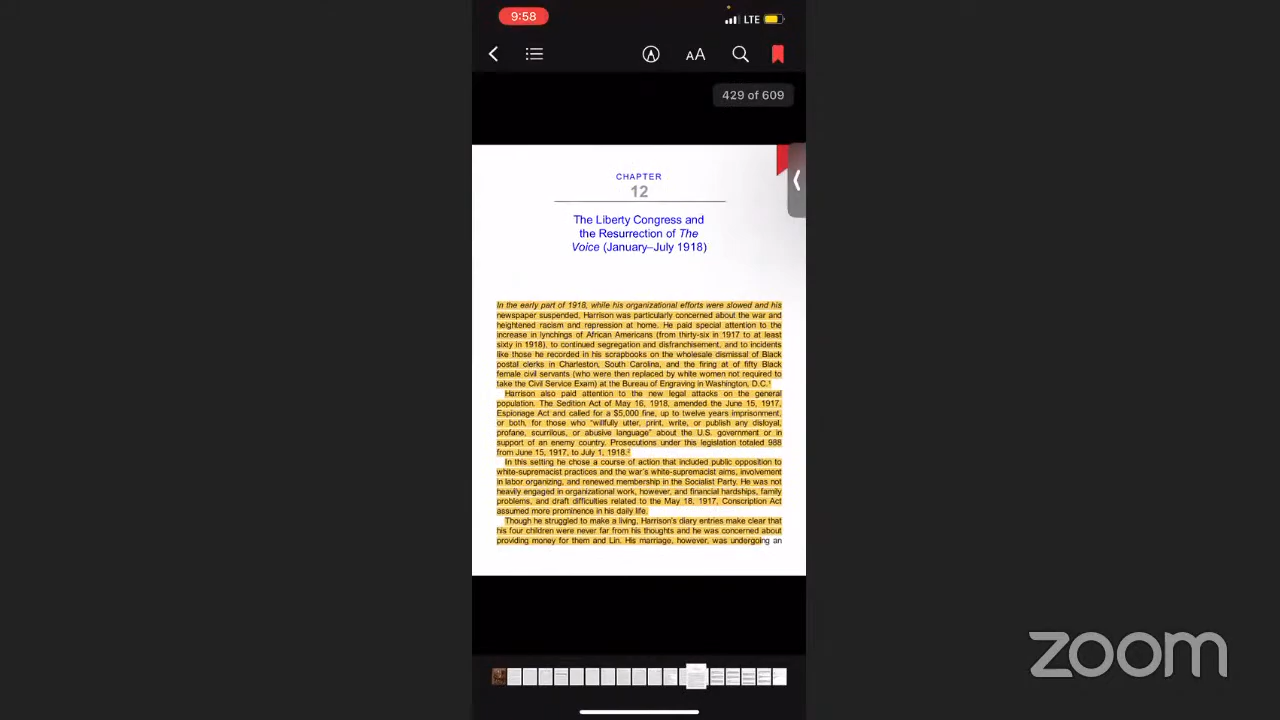 9:58
LTE
AA
429 of 609
CHAPTER
12
The Liberty Congress and
the Resurrection of The
Voice (January–July 1918)
In the early part of 1918, while his organizational efforts were slowed and his
newspaper suspended, Harrison was particularly concerned about the war and
heightened racism and repression at home. He paid special attention to the
increase in lynchings of African Americans (from thirty-six in 1917 to at least
sixty in 1918), to continued segregation and disfranchisement, and to incidents
like those he recorded in his scrapbooks on the wholesale dismissal of Black
postal clerks in Charleston, South Carolina, and the firing at of fifty Black
female civil servants (who were then replaced by white women not required to
take the Civil Service Exam) at the Bureau of Engraving in Washington, D.C.¹
Harrison also paid attention to the new legal attacks on the general
population. The Sedition Act of May 16, 1918, amended the June 15, 1917,
Espionage Act and called for a $5,000 fine, up to twelve years imprisonment,
or both, for those who “willfully utter, print, write, or publish any disloyal,
profane, scurrilous, or abusive language” about the U.S. government or in
support of an enemy country. Prosecutions under this legislation totaled 988
from June 15, 1917, to July 1, 1918.²
In this setting he chose a course of action that included public opposition to
white-supremacist practices and the war’s white-supremacist aims, involvement
in labor organizing, and renewed membership in the Socialist Party. He was not
heavily engaged in organizational work, however, and financial hardships, family
problems, and draft difficulties related to the May 18, 1917, Conscription Act
assumed more prominence in his daily life.
Though he struggled to make a living, Harrison’s diary entries make clear that
his four children were never far from his thoughts and he was concerned about
providing money for them and Lin. His marriage, however, was undergoing an
zoom